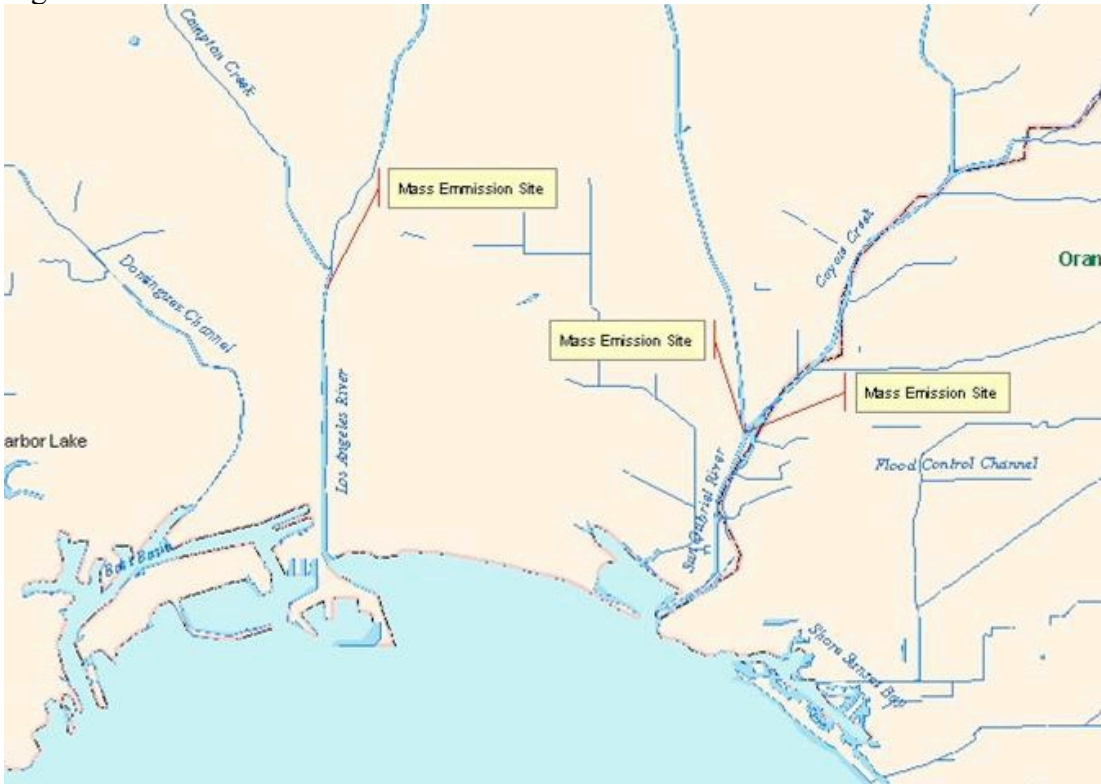 Compton Creek
Mass Emmission Site
Dominguez Channel
Coyote Creek
Oran
Mass Emission Site
Mass Emission Site
arbor Lake
Los Angeles River
Flood Control Channel
San Gabriel River
Basin
Shore Sunset Bay